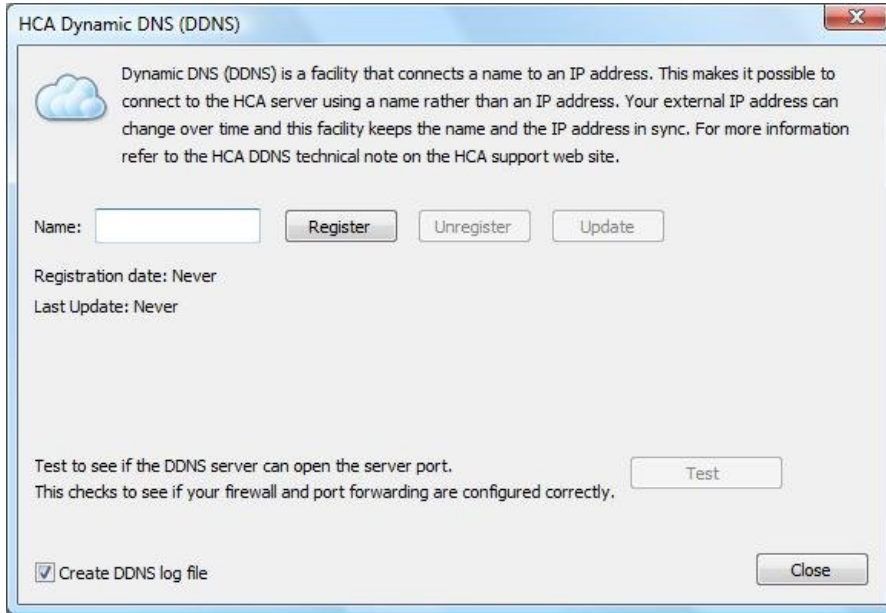 HCA Dynamic DNS (DDNS)
Dynamic DNS (DDNS) is a facility that connects a name to an IP address. This makes it possible to
connect to the HCA server using a name rather than an IP address. Your external IP address can
change over time and this facility keeps the name and the IP address in sync. For more information
refer to the HCA DDNS technical note on the HCA support web site.
Name: Register Unregister Update
Registration date: Never
Last Update: Never
Test to see if the DDNS server can open the server port.
This checks to see if your firewall and port forwarding are configured correctly.
Test
Create DDNS log file
Close